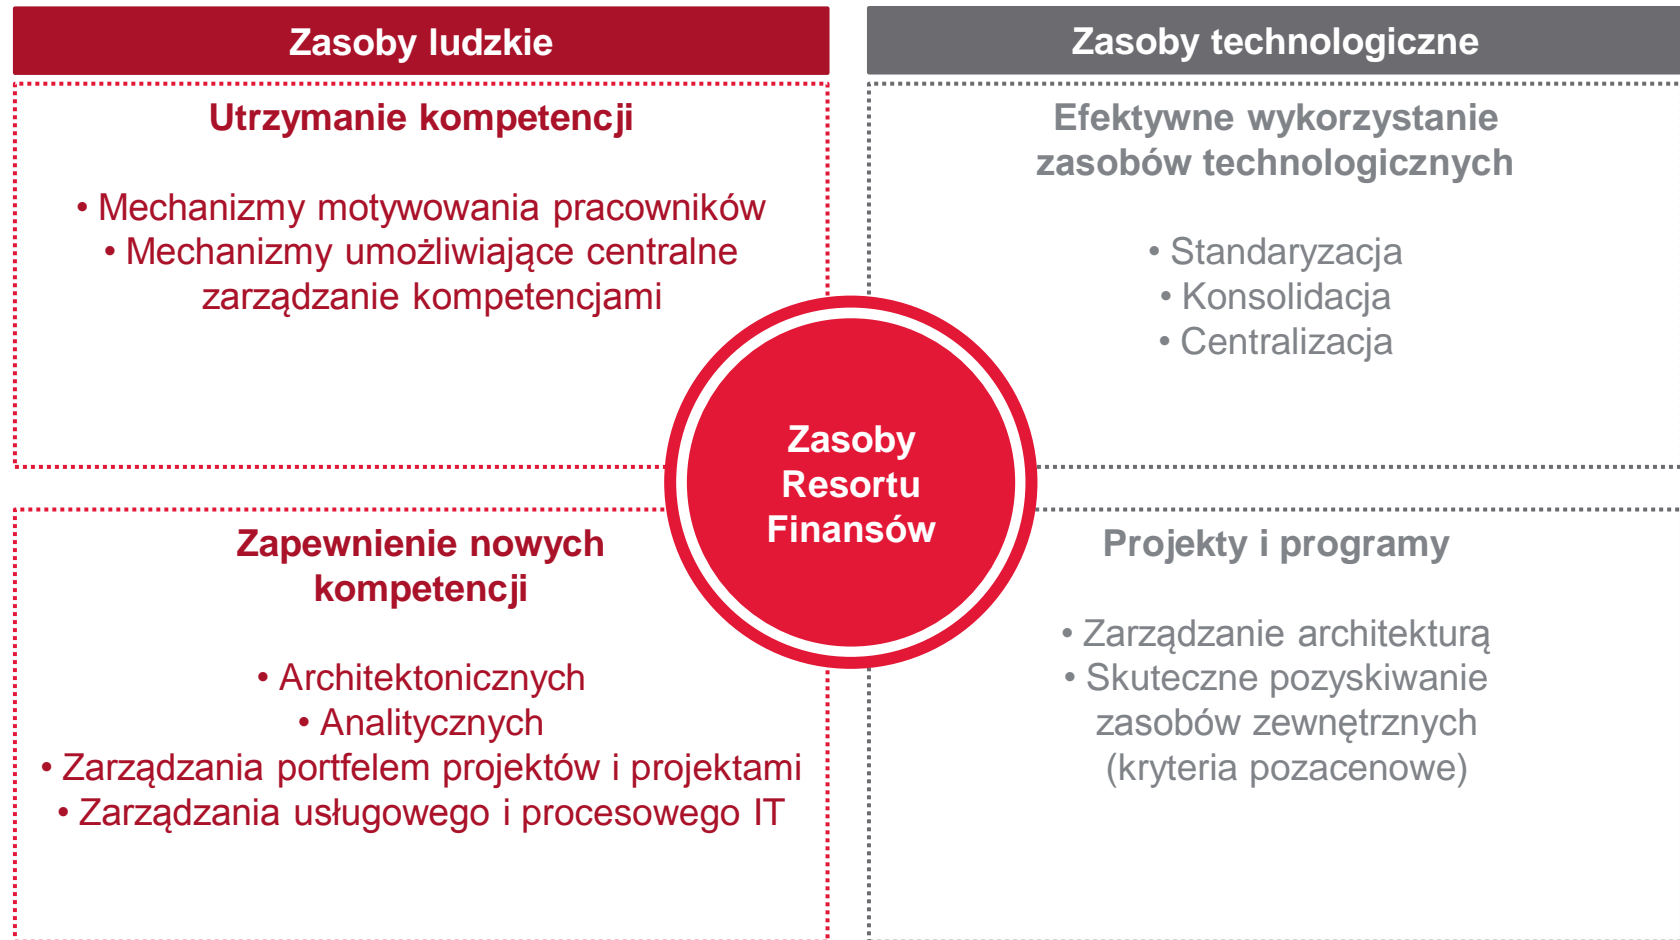 Zasoby ludzkie
Utrzymanie kompetencji
• Mechanizmy motywowania pracowników
• Mechanizmy umożliwiające centralne
zarządzanie kompetencjami
Zapewnienie nowych
kompetencji
• Architektonicznych
• Analitycznych
• Zarządzania portfelem projektów i projektami
• Zarządzania usługowego i procesowego IT
Zasoby
Resortu
Finansów
Zasoby technologiczne
Efektywne wykorzystanie
zasobów technologicznych
• Standaryzacja
• Konsolidacja
• Centralizacja
Projekty i programy
• Zarządzanie architekturą
• Skuteczne pozyskiwanie
zasobów zewnętrznych
(kryteria pozacenowe)